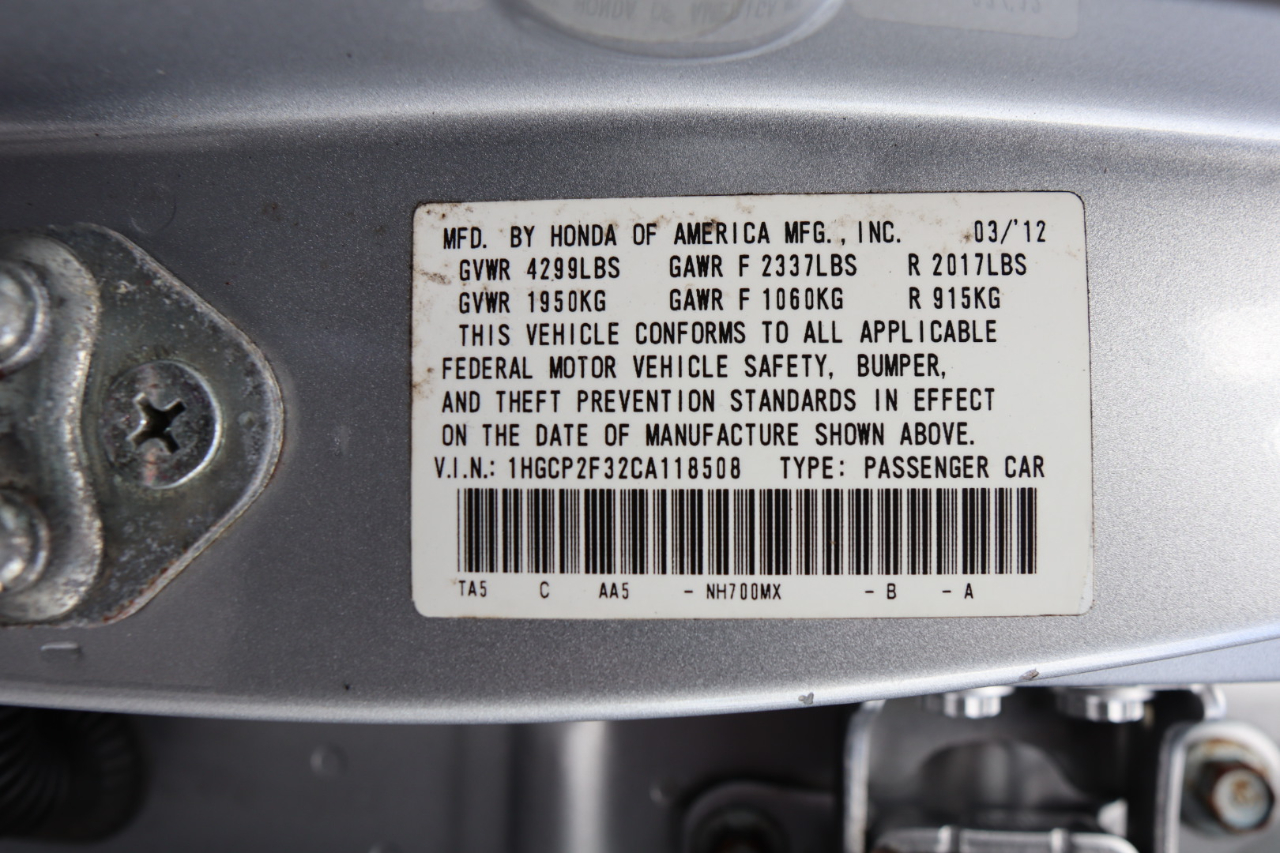 MFD. BY HONDA OF AMERICA MFG., INC. 03/'12
GVWR 4299LBS GAWR F 2337LBS R 2017LBS
GVWR 1950KG GAWR F 1060KG R 915KG
THIS VEHICLE CONFORMS TO ALL APPLICABLE
FEDERAL MOTOR VEHICLE SAFETY, BUMPER,
AND THEFT PREVENTION STANDARDS IN EFFECT
ON THE DATE OF MANUFACTURE SHOWN ABOVE.
V.I.N.: 1HGCP2F32CA118508 TYPE: PASSENGER CAR
TA5 C AA5 - NH700MX - B - A